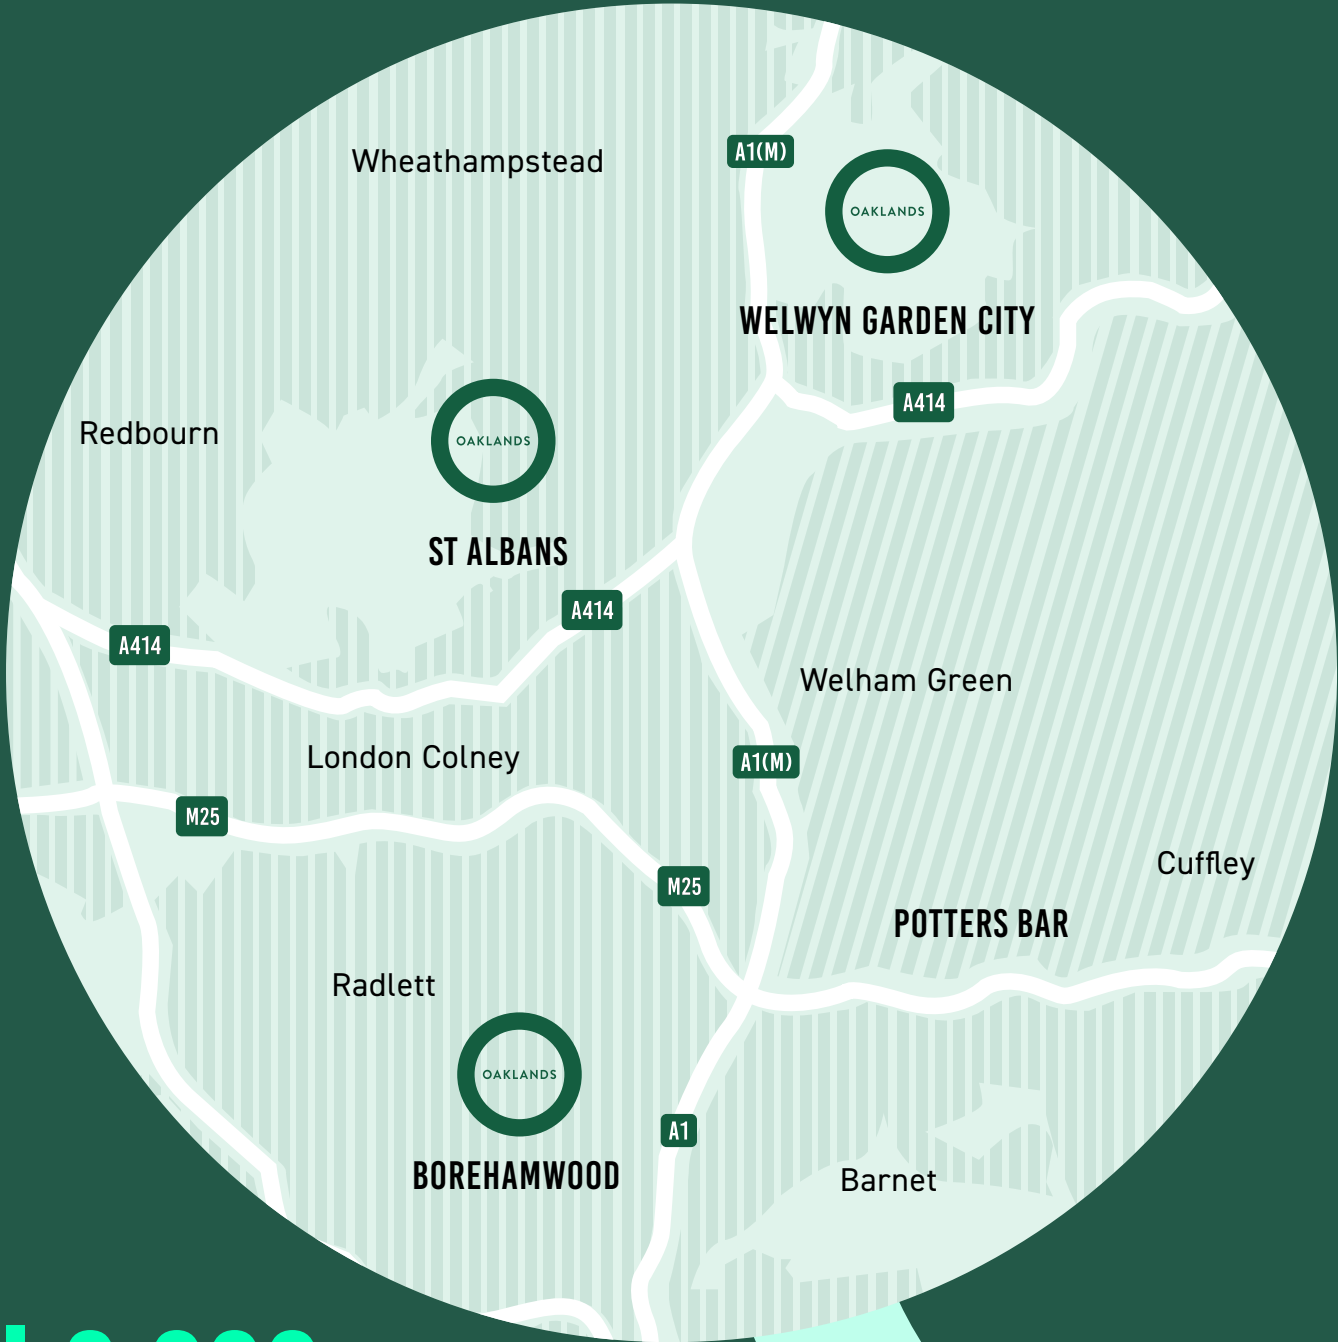 A1(M)
Wheathampstead
OAKLANDS
WELWYN GARDEN CITY
A414
Redbourn
OAKLANDS
ST ALBANS
A414
A414
Welham Green
London Colney
A1(M)
M25
M25
Cuffley
POTTERS BAR
Radlett
OAKLANDS
A1
BOREHAMWOOD
Barnet